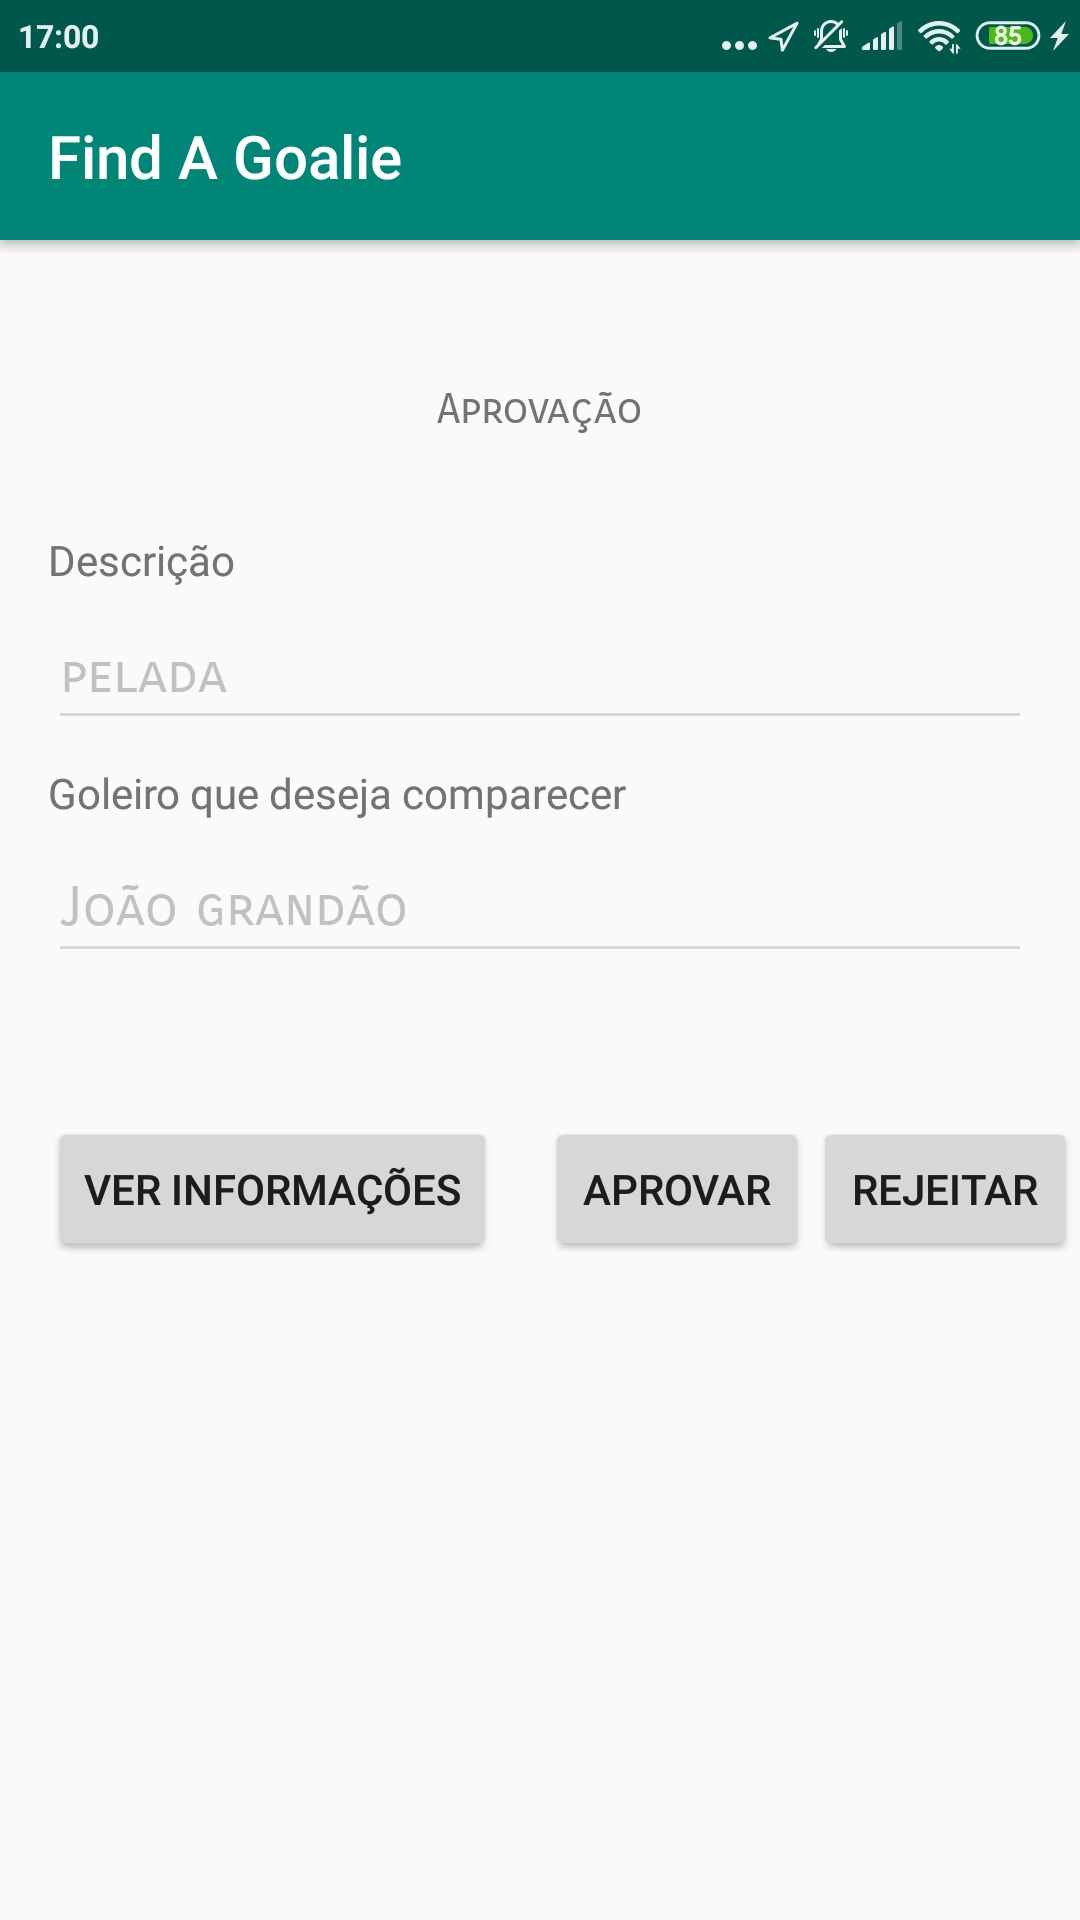 17:00 85
Find A Goalie
Aprovação
Descrição
pelada
Goleiro que deseja comparecer
João grandão
VER INFORMAÇÕES APROVAR REJEITAR